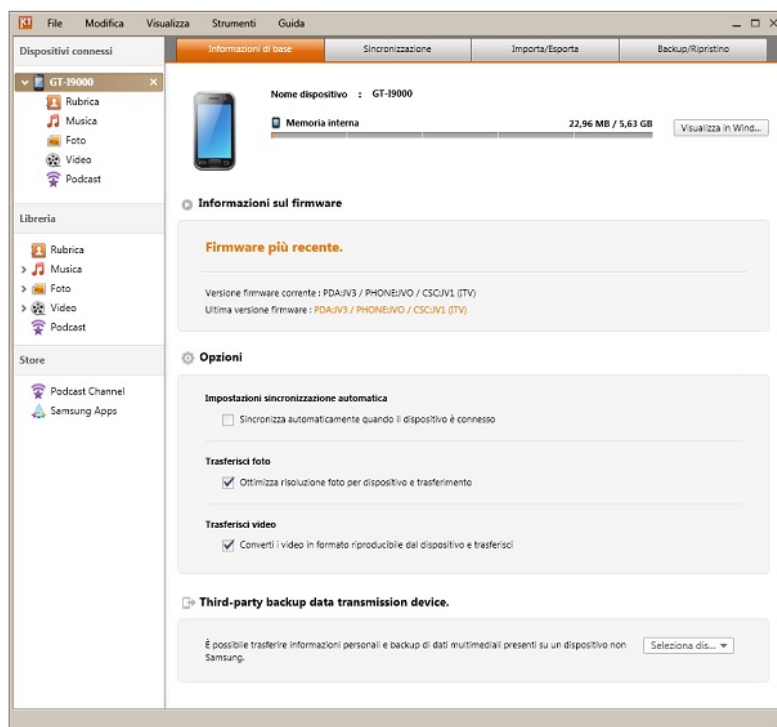 File Modifica Visualizza Strumenti Guida
Dispositivi connessi
GT-I9000
Rubrica
Musica
Foto
Video
Podcast
Libreria
Rubrica
Musica
Foto
Video
Podcast
Store
Podcast Channel
Samsung Apps
Informazioni di base Sincronizzazione Importa/Esporta Backup/Ripristino
Nome dispositivo : GT-I9000
Memoria interna 22,96 MB / 5,63 GB Visualizza in Wind...
Informazioni sul firmware
Firmware più recente.
Versione firmware corrente : PDA:JV3 / PHONE:JVO / CSC:JV1 (ITV)
Ultima versione firmware : PDA:JV3 / PHONE:JVO / CSC:JV1 (ITV)
Opzioni
Impostazioni sincronizzazione automatica
Sincronizza automaticamente quando il dispositivo è connesso
Trasferisci foto
Ottimizza risoluzione foto per dispositivo e trasferimento
Trasferisci video
Converti i video in formato riproducibile dal dispositivo e trasferisci
Third-party backup data transmission device.
È possibile trasferire informazioni personali e backup di dati multimediali presenti su un dispositivo non Seleziona dis...
Samsung.